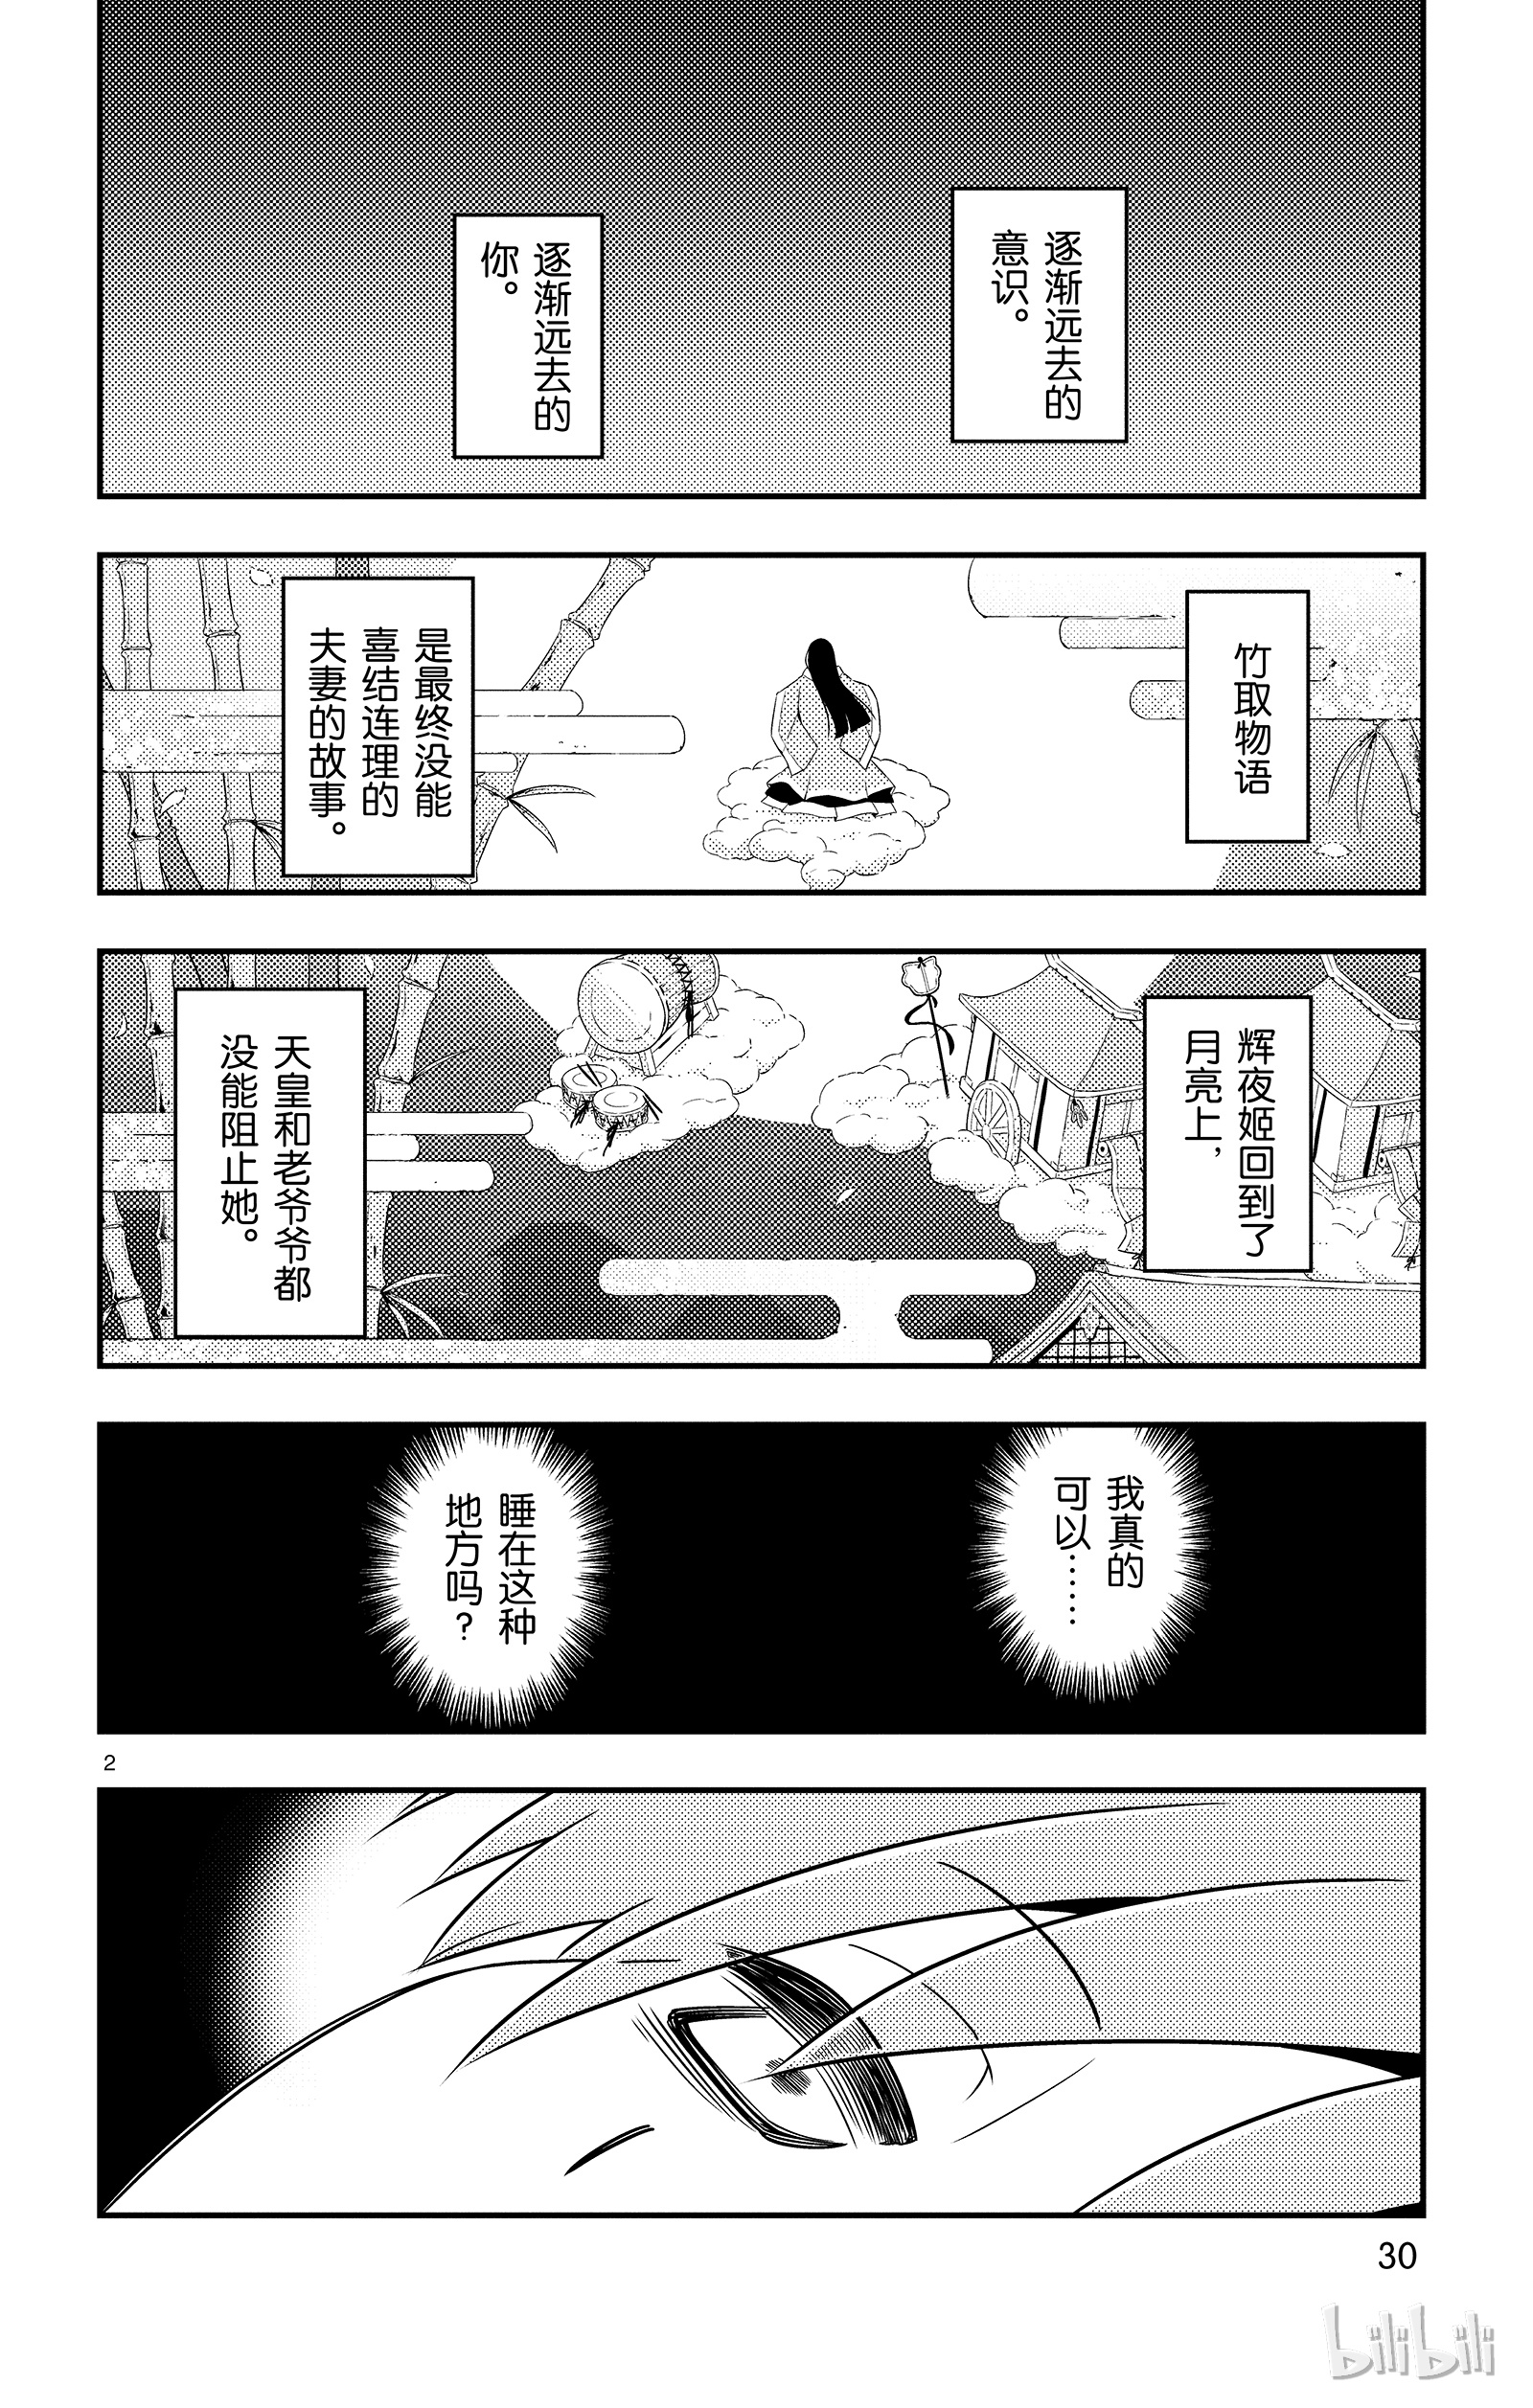 逐渐远去的
意识。
逐渐远去的
你。
竹取物语
是最终没能
喜结连理的
夫妻的故事。
辉夜姬回到了
月亮上，
天皇和老爷爷都
没能阻止她。
我真的
可以……
睡在这种
地方吗？
2
30
bilibili